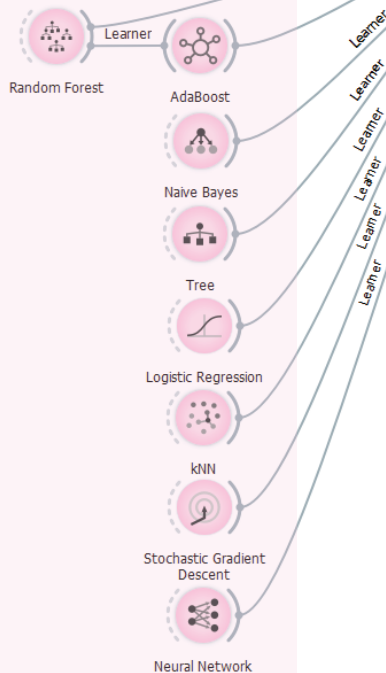 Learner
Random Forest
AdaBoost
Learner
Naive Bayes
Learner
Tree
Learner
Logistic Regression
Learner
kNN
Learner
Stochastic Gradient
Descent
Learner
Neural Network